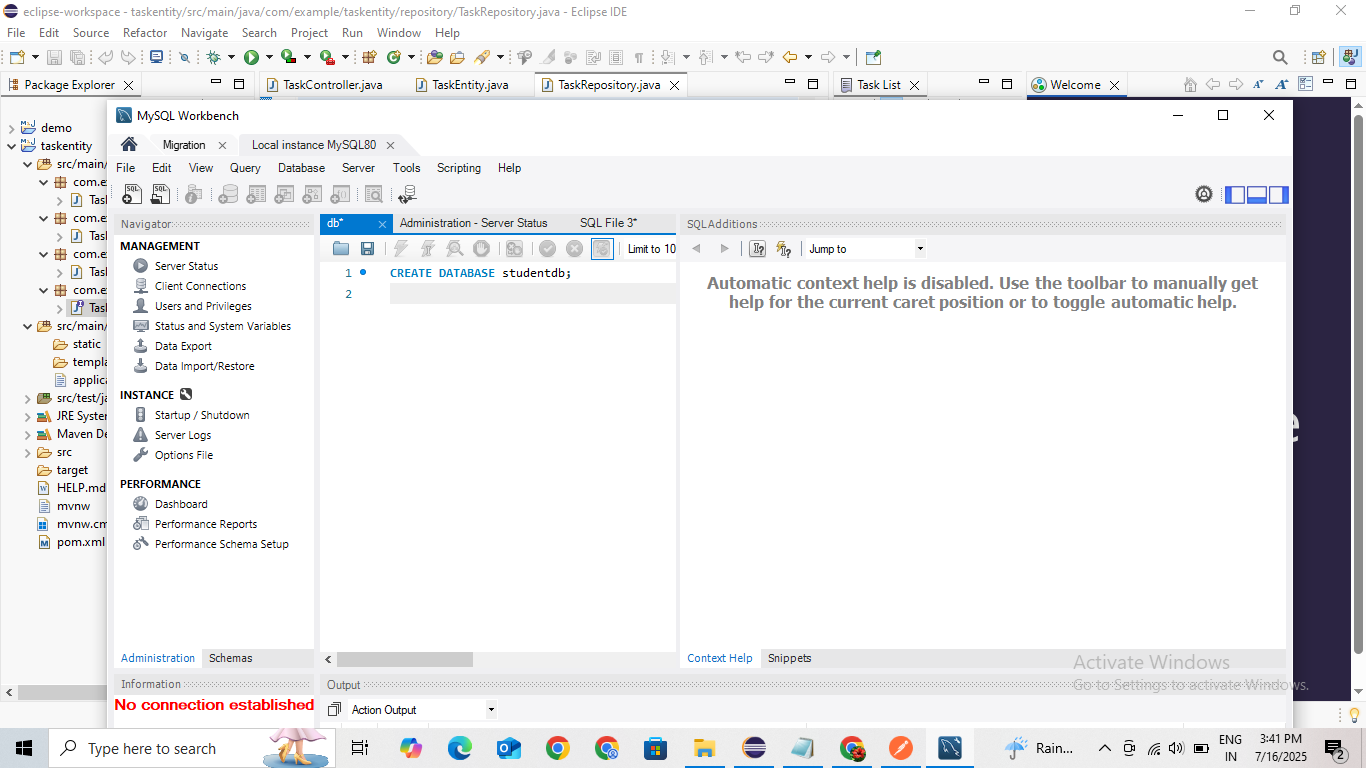 eclipse-workspace - taskentity/src/main/java/com/example/taskentity/repository/TaskRepository.java - Eclipse IDE
File Edit Source Refactor Navigate Search Project Run Window Help
Package Explorer
TaskController.java
TaskEntity.java
TaskRepository.java
Task List
Welcome
demo
taskentity
src/main/
com.e
Tas
com.e
Tas
com.e
Tas
com.e
Tas
src/main/
static
templa
applica
src/test/ja
JRE System
Maven De
src
target
HELP.md
mvnw
mvnw.cm
pom.xml
MySQL Workbench
Migration
Local instance MySQL80
File Edit View Query Database Server Tools Scripting Help
Navigator
MANAGEMENT
Server Status
Client Connections
Users and Privileges
Status and System Variables
Data Export
Data Import/Restore
INSTANCE
Startup / Shutdown
Server Logs
Options File
PERFORMANCE
Dashboard
Performance Reports
Performance Schema Setup
Administration Schemas
Information
No connection established
db*
Administration - Server Status
SQL File 3*
Limit to 10
1 CREATE DATABASE studentdb;
2
Output
Action Output
SQLAdditions
Jump to
Automatic context help is disabled. Use the toolbar to manually get
help for the current caret position or to toggle automatic help.
Context Help Snippets
e
Activate Windows
Go to Settings to activate Windows.
Type here to search
Rain...
ENG
IN
3:41 PM
7/16/2025
2